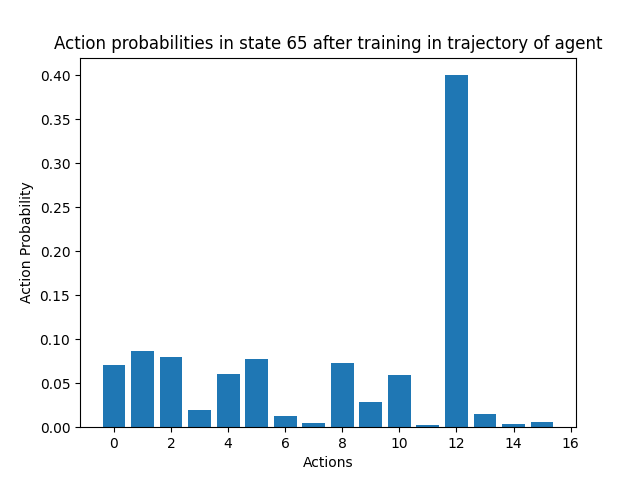 Action probabilities in state 65 after training in trajectory of agent
0.40
0.35
0.30
0.25
0.20
0.15
0.10
0.05
0.00
Action Probability
0 2 4 6 8 10 12 14 16
Actions